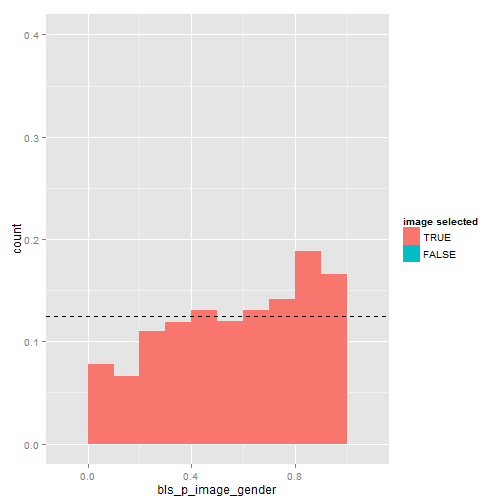 0.4
0.3
0.2
0.1
0.0
count
0.0 0.4 0.8
bls_p_image_gender
image selected
TRUE
FALSE